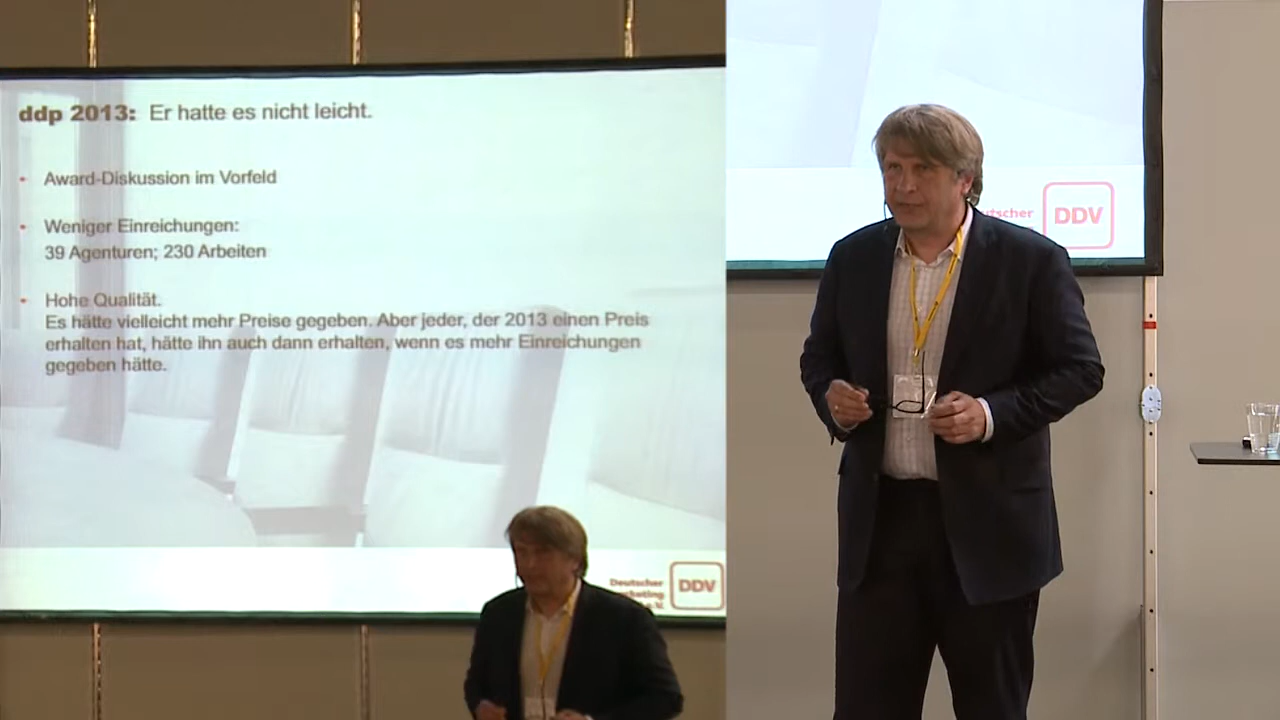 ddp 2013: Er hatte es nicht leicht.
• Award-Diskussion im Vorfeld
• Weniger Einreichungen:
39 Agenturen; 230 Arbeiten
• Hohe Qualität.
Es hätte vielleicht mehr Preise gegeben. Aber jeder, der 2013 einen Preis
erhalten hat, hätte ihn auch dann erhalten, wenn es mehr Einreichungen
gegeben hätte.
Deutscher
DDV
DDV